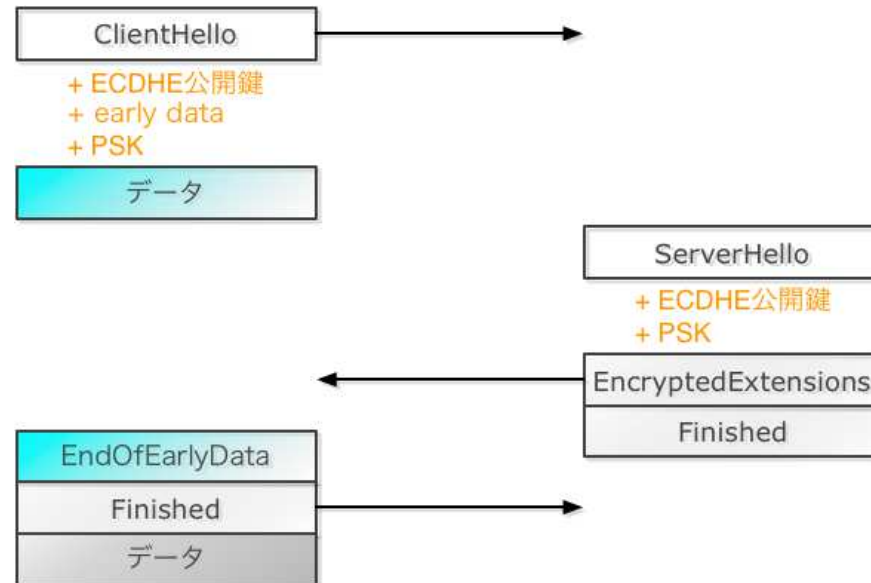 ClientHello
+ ECDHE公開鍵
+ early data
+ PSK
データ
ServerHello
+ ECDHE公開鍵
+ PSK
EncryptedExtensions
Finished
EndOfEarlyData
Finished
データ